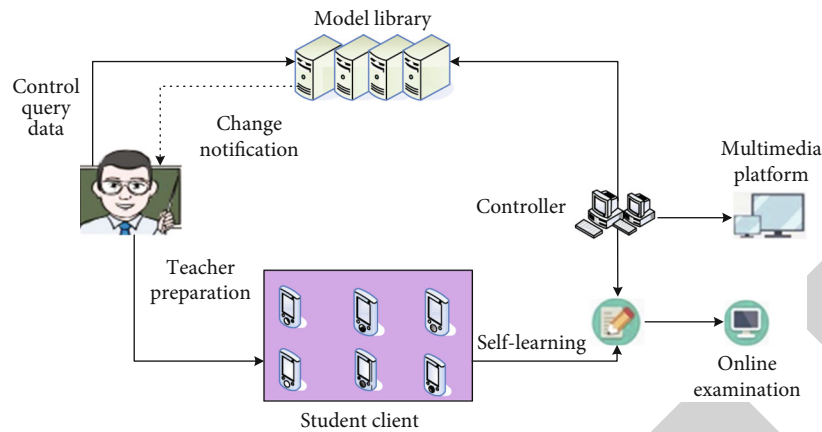 Model library
Control
query
data
Change
notification
Multimedia
platform
Controller
Teacher
preparation
Self-learning
Online
examination
Student client